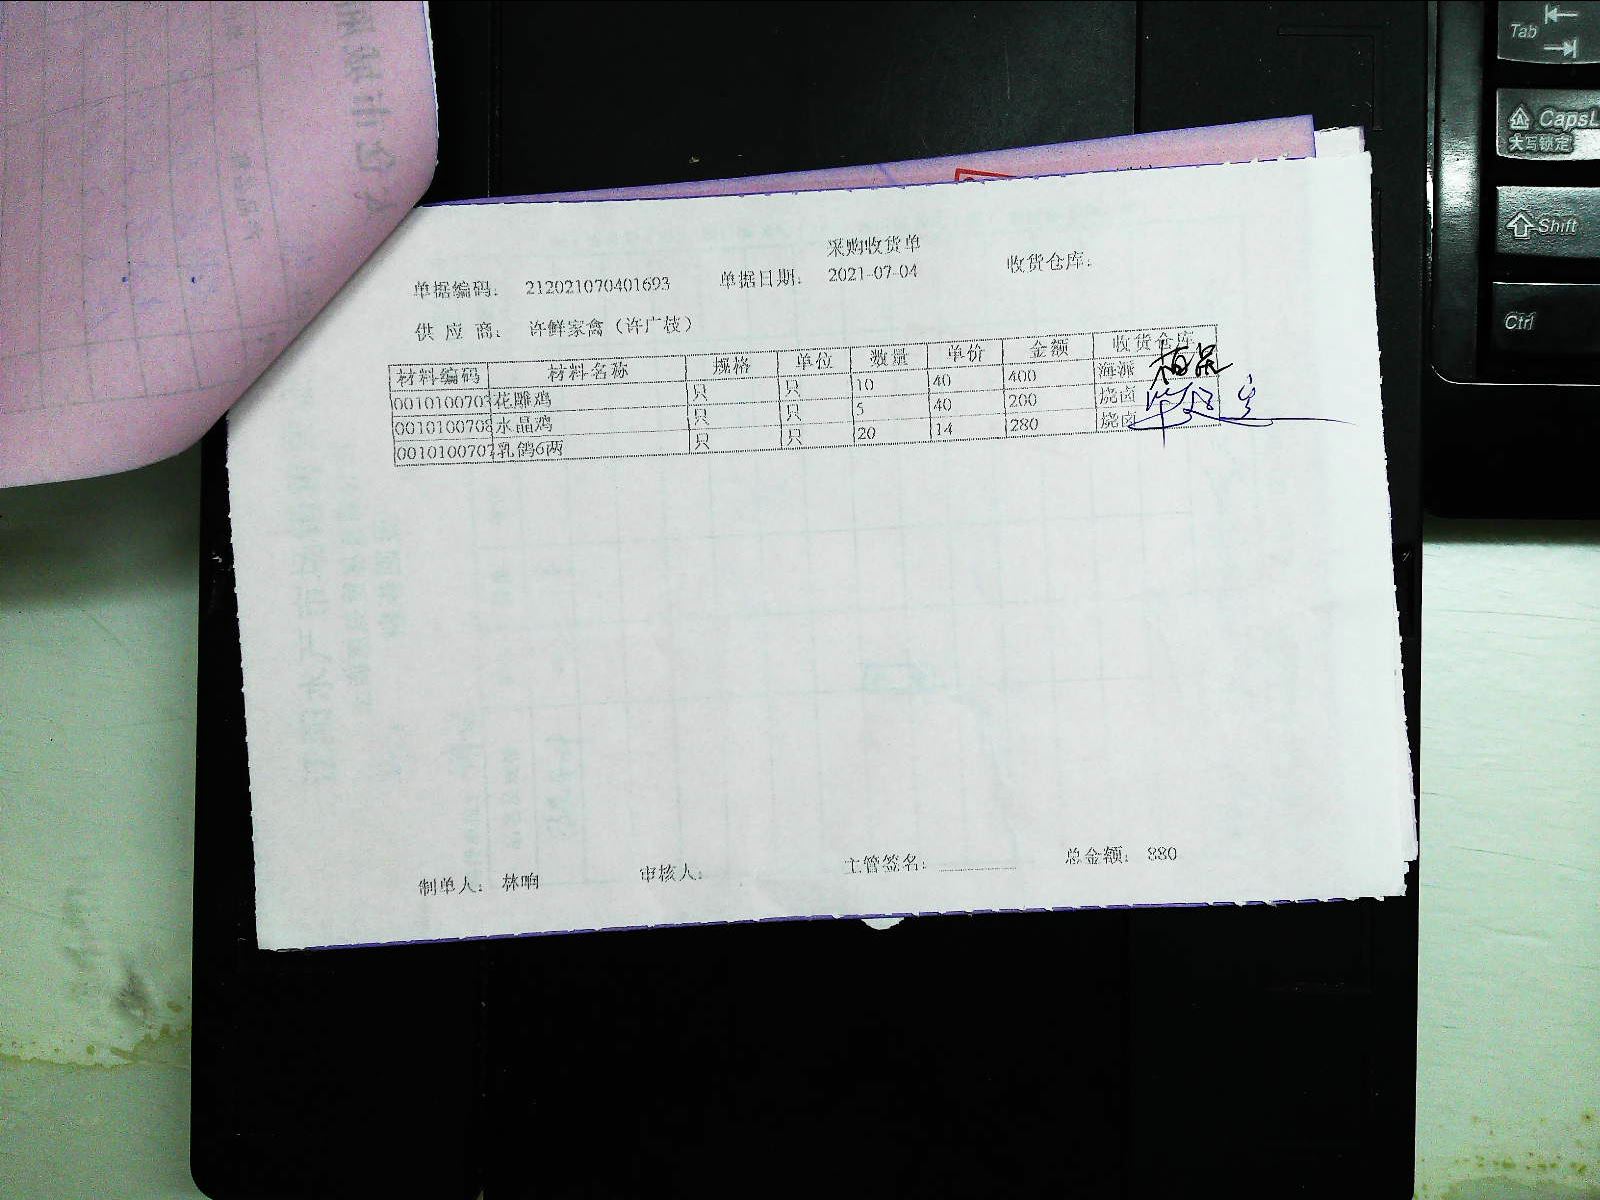 采购收货单
单据编码: 212021070401693 单据日期: 2021-07-04 收货仓库:
供 应 商: 许鲜家禽（许广枝）
材料编码 材料名称 规格 单位 数量 单价 金额 收货仓库
0010100703 花雕鸡 只 只 10 40 400 海派
0010100708 水晶鸡 只 只 5 40 200 烧卤
0010100707 乳鸽6两 只 只 20 14 280 烧卤
制单人: 林响 审核人: 主管签名: 总金额: 880
Tab
CapsL
大写锁定
Shift
Ctrl